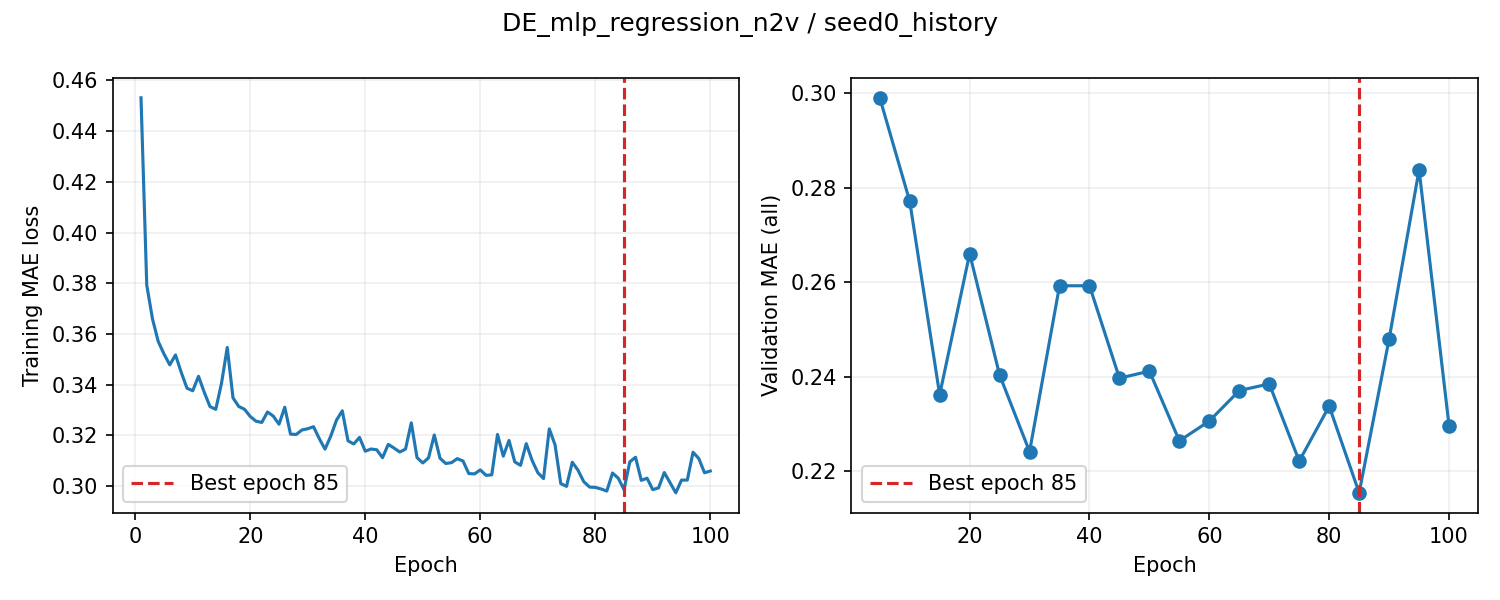 DE_mlp_regression_n2v / seed0_history
Training MAE loss
0.46
0.44
0.42
0.40
0.38
0.36
0.34
0.32
0.30
Best epoch 85
0 20 40 60 80 100
Epoch
Validation MAE (all)
0.30
0.28
0.26
0.24
0.22
Best epoch 85
20 40 60 80 100
Epoch